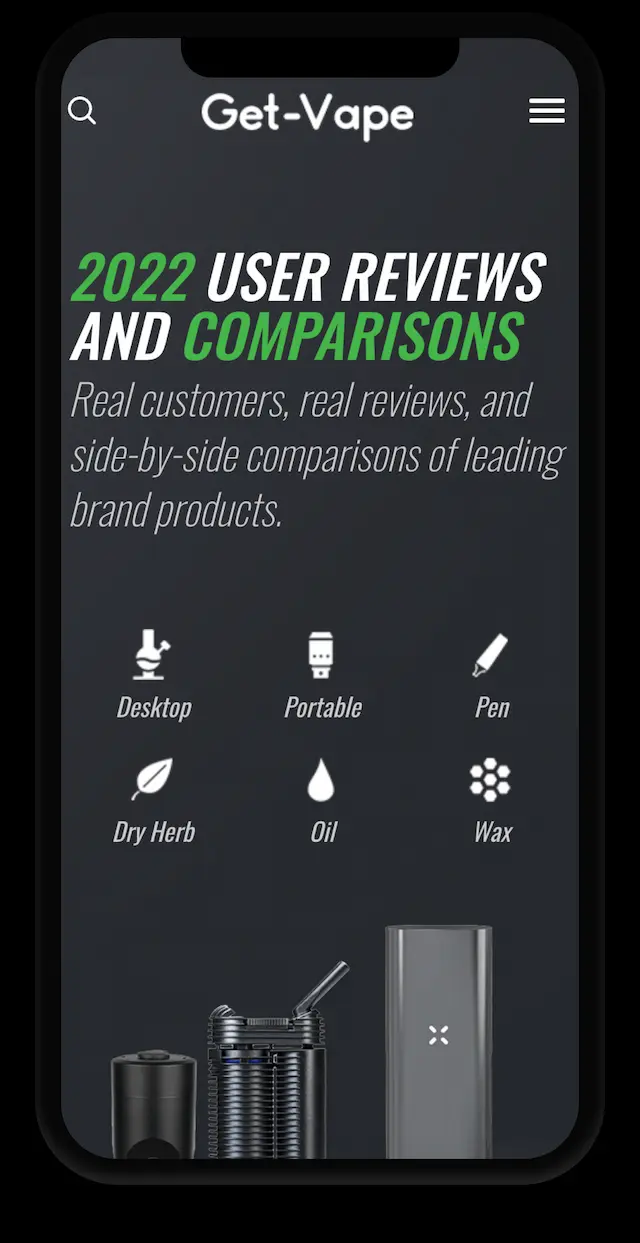 Get-Vape
2022 USER REVIEWS
AND COMPARISONS
Real customers, real reviews, and
side-by-side comparisons of leading
brand products.
Desktop
Portable
Pen
Dry Herb
Oil
Wax